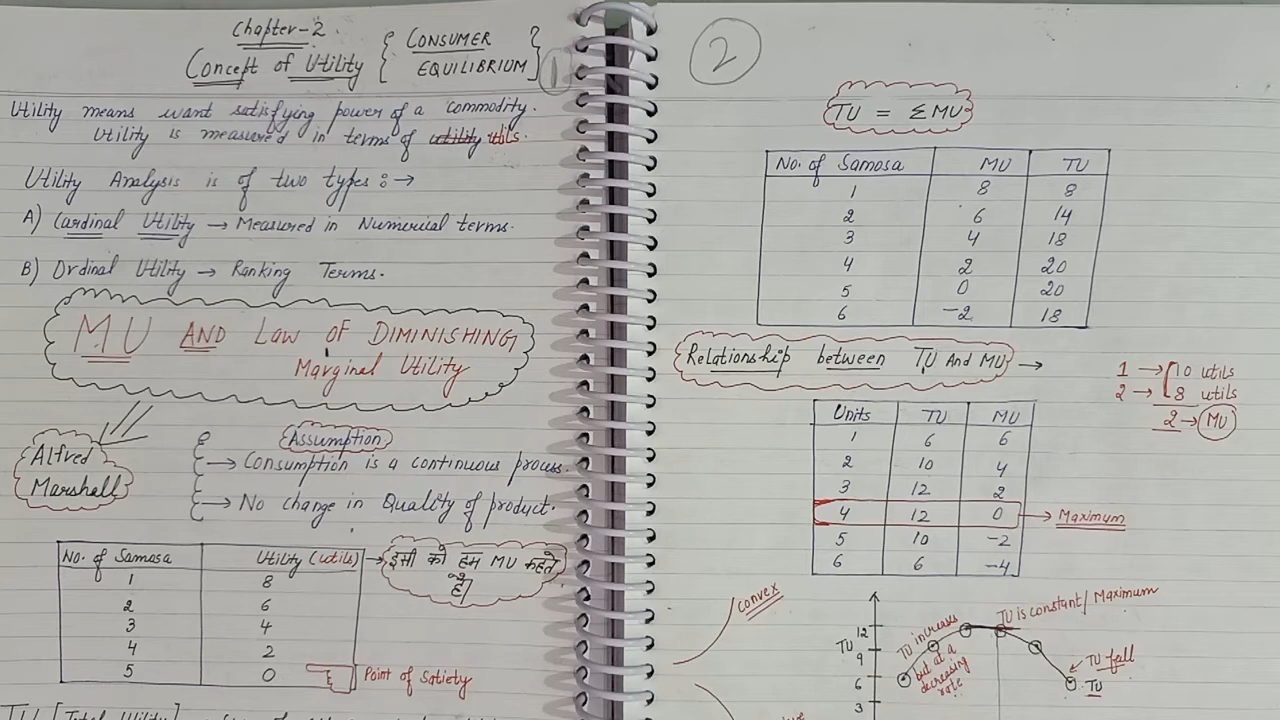 Chapter-2.
Concept of Utility { CONSUMER EQUILIBRIUM }
1
Utility means want satisfying power of a commodity.
Utility is measured in terms of utility utils.
Utility Analysis is of two types :→
A) Cardinal Utility → Measured in Numerical terms.
B) Ordinal Utility → Ranking Terms.
MU AND Law OF DIMINISHING
Marginal Utility
Alfred
Marshall
Assumption
→ Consumption is a continuous process.
→ No change in Quality of product.
No. of Samosa Utility (utils) → इसी को हम MU कहते हैं।
1 8
2 6
3 4
4 2
5 0 Point of Satiety
TU [Total Utility]
2
TU = ΣMU
No. of Samosa MU TU
1 8 8
2 6 14
3 4 18
4 2 20
5 0 20
6 -2 18
Relationship between TU And MU →
1 → 10 utils
2 → 8 utils
2 → MU
Units TU MU
1 6 6
2 10 4
3 12 2
4 12 0 → Maximum
5 10 -2
6 6 -4
convex
TU is constant/Maximum
TU increases
but at a
decreasing
rate
TU fall
TU
TU
12
9
6
3